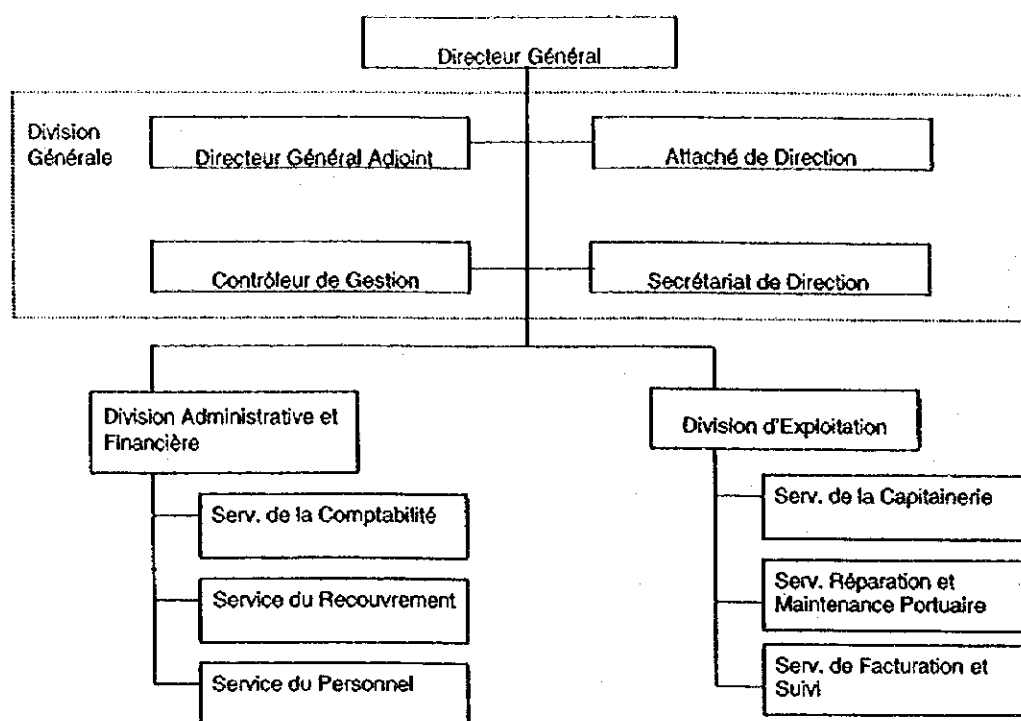 Directeur Général
Division
Générale
Directeur Général Adjoint
Attaché de Direction
Contrôleur de Gestion
Secrétariat de Direction
Division Administrative et
Financière
Division d'Exploitation
Serv. de la Comptabilité
Service du Recouvrement
Service du Personnel
Serv. de la Capitainerie
Serv. Réparation et
Maintenance Portuaire
Serv. de Facturation et
Suivi